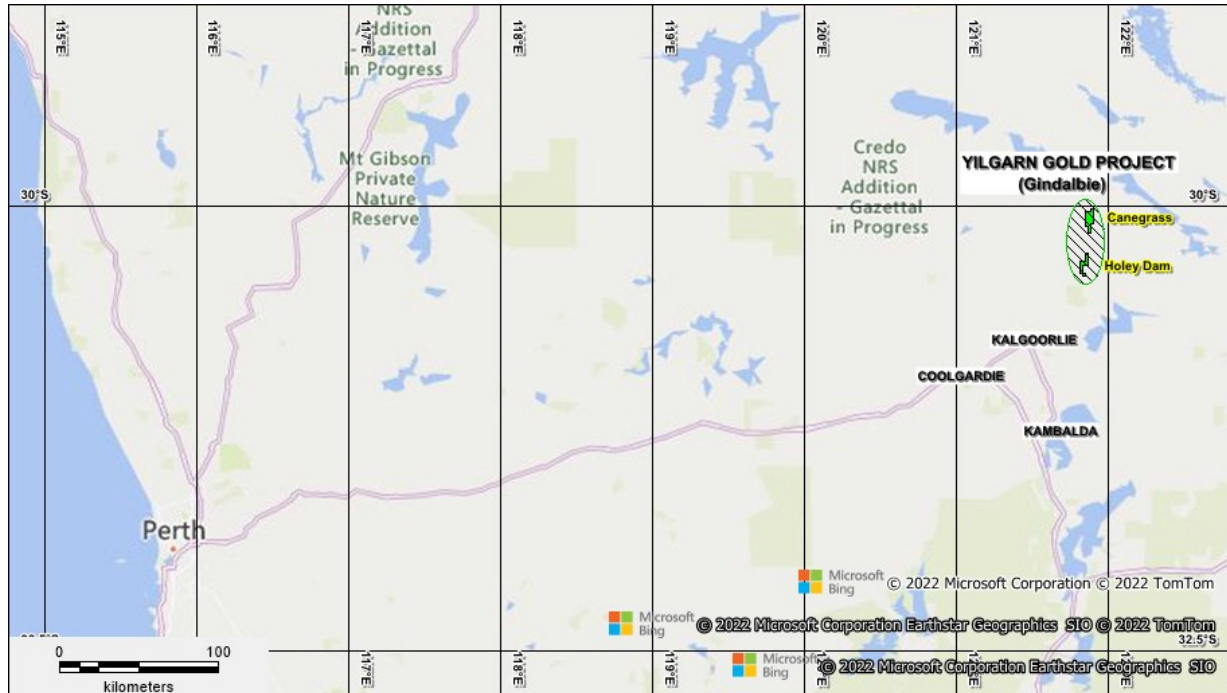 NRS
Addition
- Gazettal
in Progress
115°E
116°E
117°E
118°E
119°E
120°E
121°E
122°E
Mt Gibson
Private
Nature
Reserve
Credo
NRS
Addition
- Gazettal
in Progress
YILGARN GOLD PROJECT
(Gindalbie)
30°S
30°S
Canegrass
Holey Dam
KALGOORLIE
COOLGARDIE
KAMBALDA
Perth
Microsoft
Bing
© 2022 Microsoft Corporation © 2022 TomTom
Microsoft
Bing
© 2022 Microsoft Corporation Earthstar Geographics SIO © 2022 TomTom
32.5°S
Microsoft
Bing
© 2022 Microsoft Corporation Earthstar Geographics SIO
0
100
kilometers
117°E
118°E
119°E
120°E
121°E
122°E